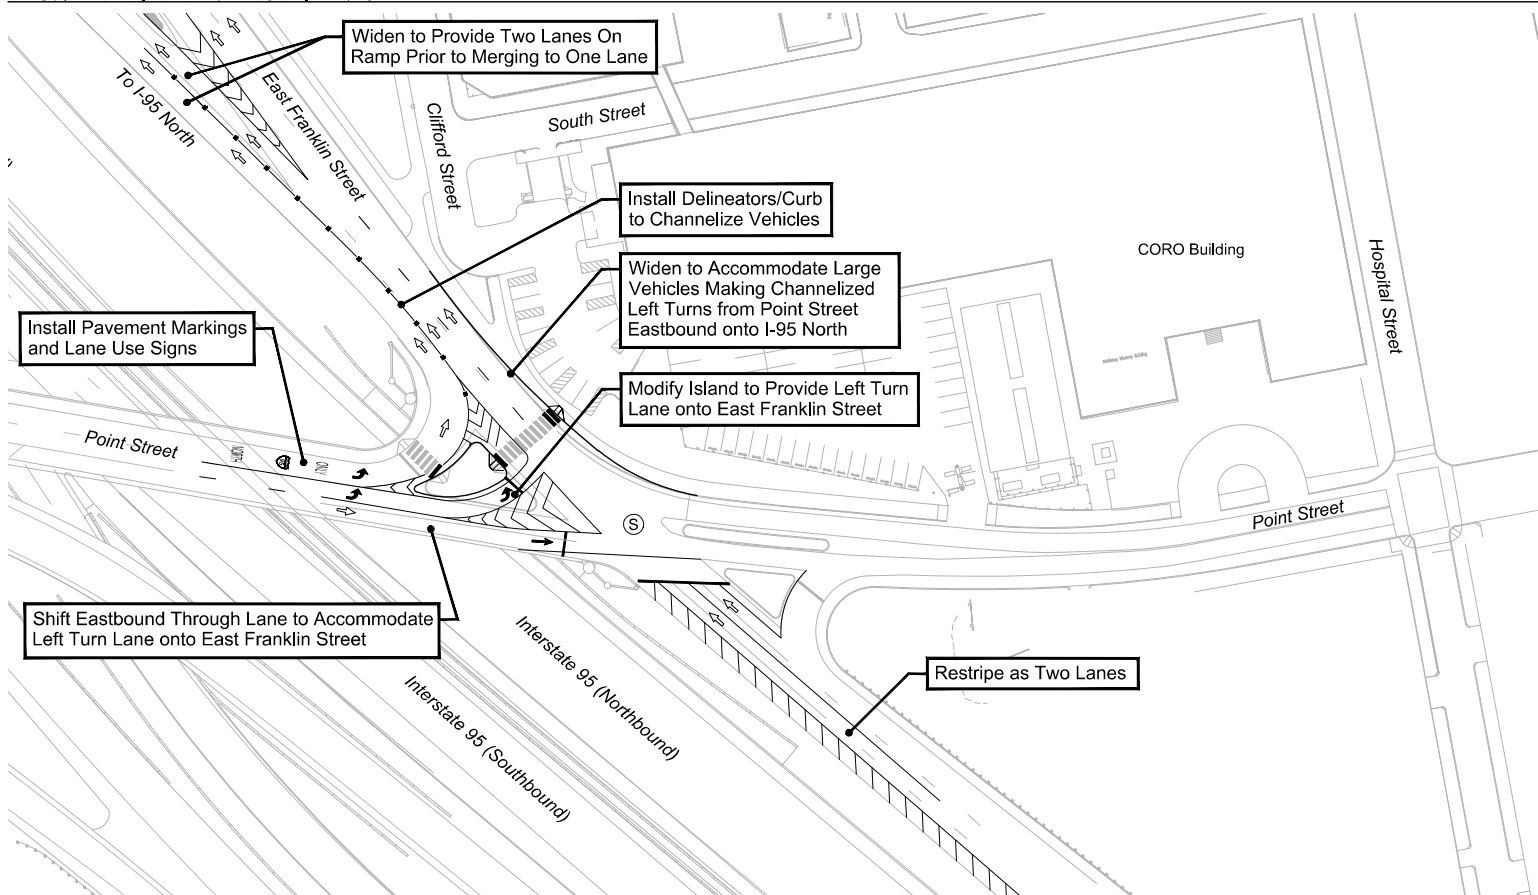 Widen to Provide Two Lanes On
Ramp Prior to Merging to One Lane
To I-95 North
East Franklin Street
Clifford Street
South Street
Install Delineators/Curb
to Channelize Vehicles
CORO Building
Hospital Street
Widen to Accommodate Large
Vehicles Making Channelized
Left Turns from Point Street
Eastbound onto I-95 North
Install Pavement Markings
and Lane Use Signs
Modify Island to Provide Left Turn
Lane onto East Franklin Street
Point Street
NORTH
ONLY
S
Point Street
Shift Eastbound Through Lane to Accommodate
Left Turn Lane onto East Franklin Street
Interstate 95 (Northbound)
Interstate 95 (Southbound)
Restripe as Two Lanes